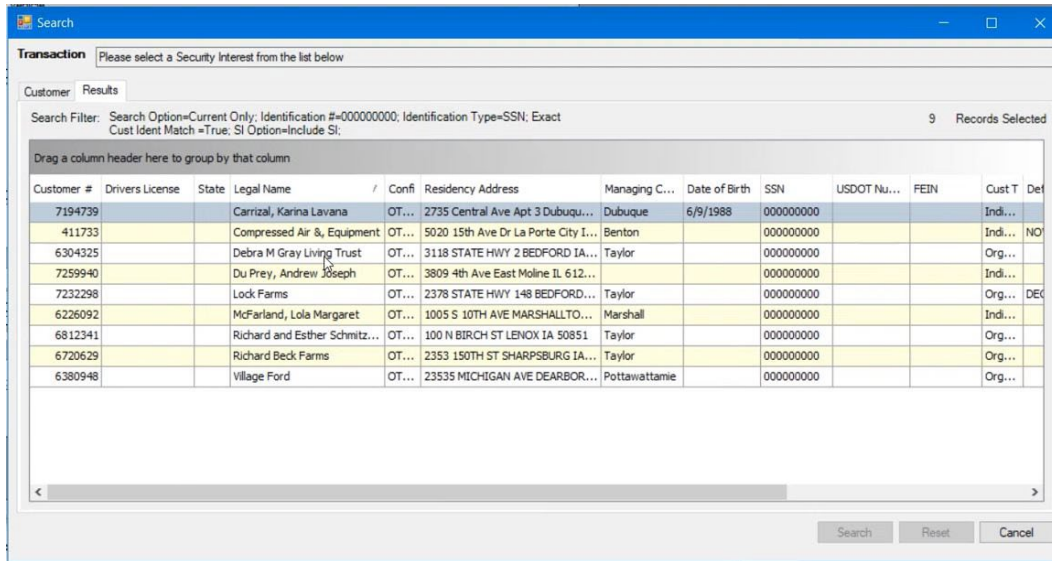 Search
Transaction Please select a Security Interest from the list below
Customer Results
Search Filter: Search Option=Current Only; Identification #=000000000; Identification Type=SSN; Exact
Cust Ident Match =True; SI Option=Include SI;
9 Records Selected
Drag a column header here to group by that column
Customer # Drivers License State Legal Name / Confi Residency Address Managing C... Date of Birth SSN USDOT Nu... FEIN Cust T Def
7194739 Carrizal, Karina Lavana OT... 2735 Central Ave Apt 3 Dubuqu... Dubuque 6/9/1988 000000000 Indi...
411733 Compressed Air &, Equipment OT... 5020 15th Ave Dr La Porte City I... Benton 000000000 Indi... NO
6304325 Debra M Gray Living Trust OT... 3118 STATE HWY 2 BEDFORD IA... Taylor 000000000 Org...
7259940 Du Prey, Andrew Joseph OT... 3809 4th Ave East Moline IL 612... 000000000 Indi...
7232298 Lock Farms OT... 2378 STATE HWY 148 BEDFORD... Taylor 000000000 Org... DEC
6226092 McFarland, Lola Margaret OT... 1005 S 10TH AVE MARSHALLTO... Marshall 000000000 Indi...
6812341 Richard and Esther Schmitz... OT... 100 N BIRCH ST LENOX IA 50851 Taylor 000000000 Org...
6720629 Richard Beck Farms OT... 2353 150TH ST SHARPSBURG IA... Taylor 000000000 Org...
6380948 Village Ford OT... 23535 MICHIGAN AVE DEARBOR... Pottawattamie 000000000 Org...
Search Reset Cancel